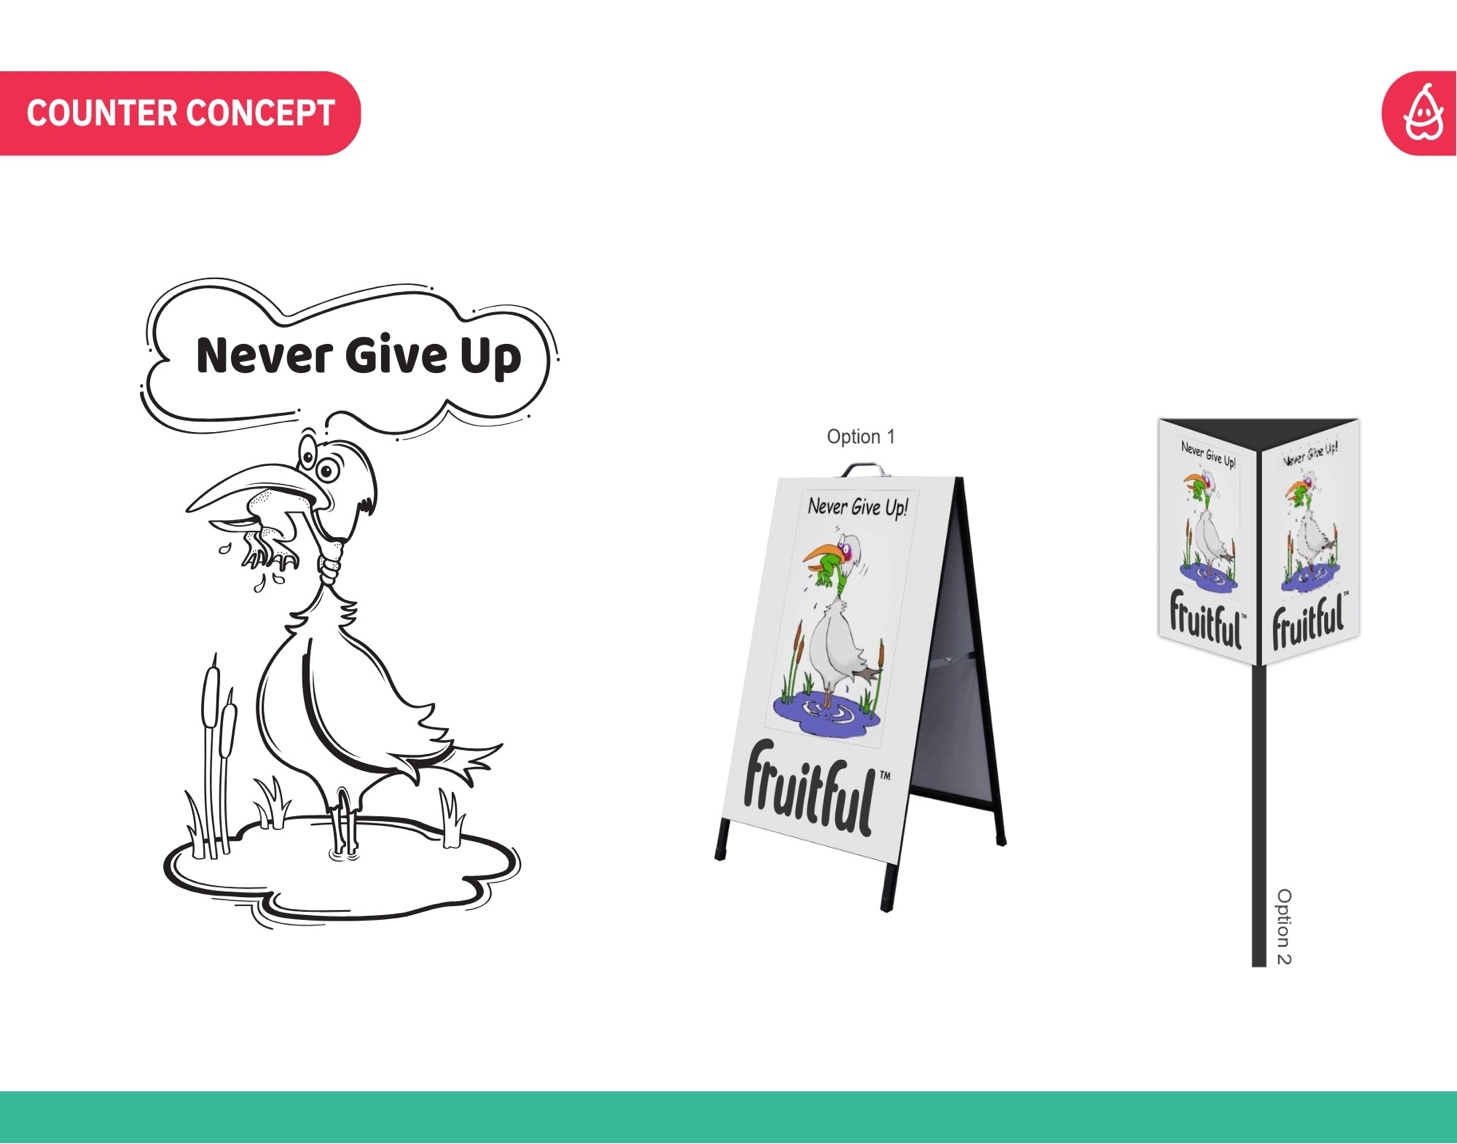 COUNTER CONCEPT
Never Give Up
Option 1
Never Give Up!
fruitful™
Never Give Up!
fruitful™
Never Give Up!
fruitful™
Option 2